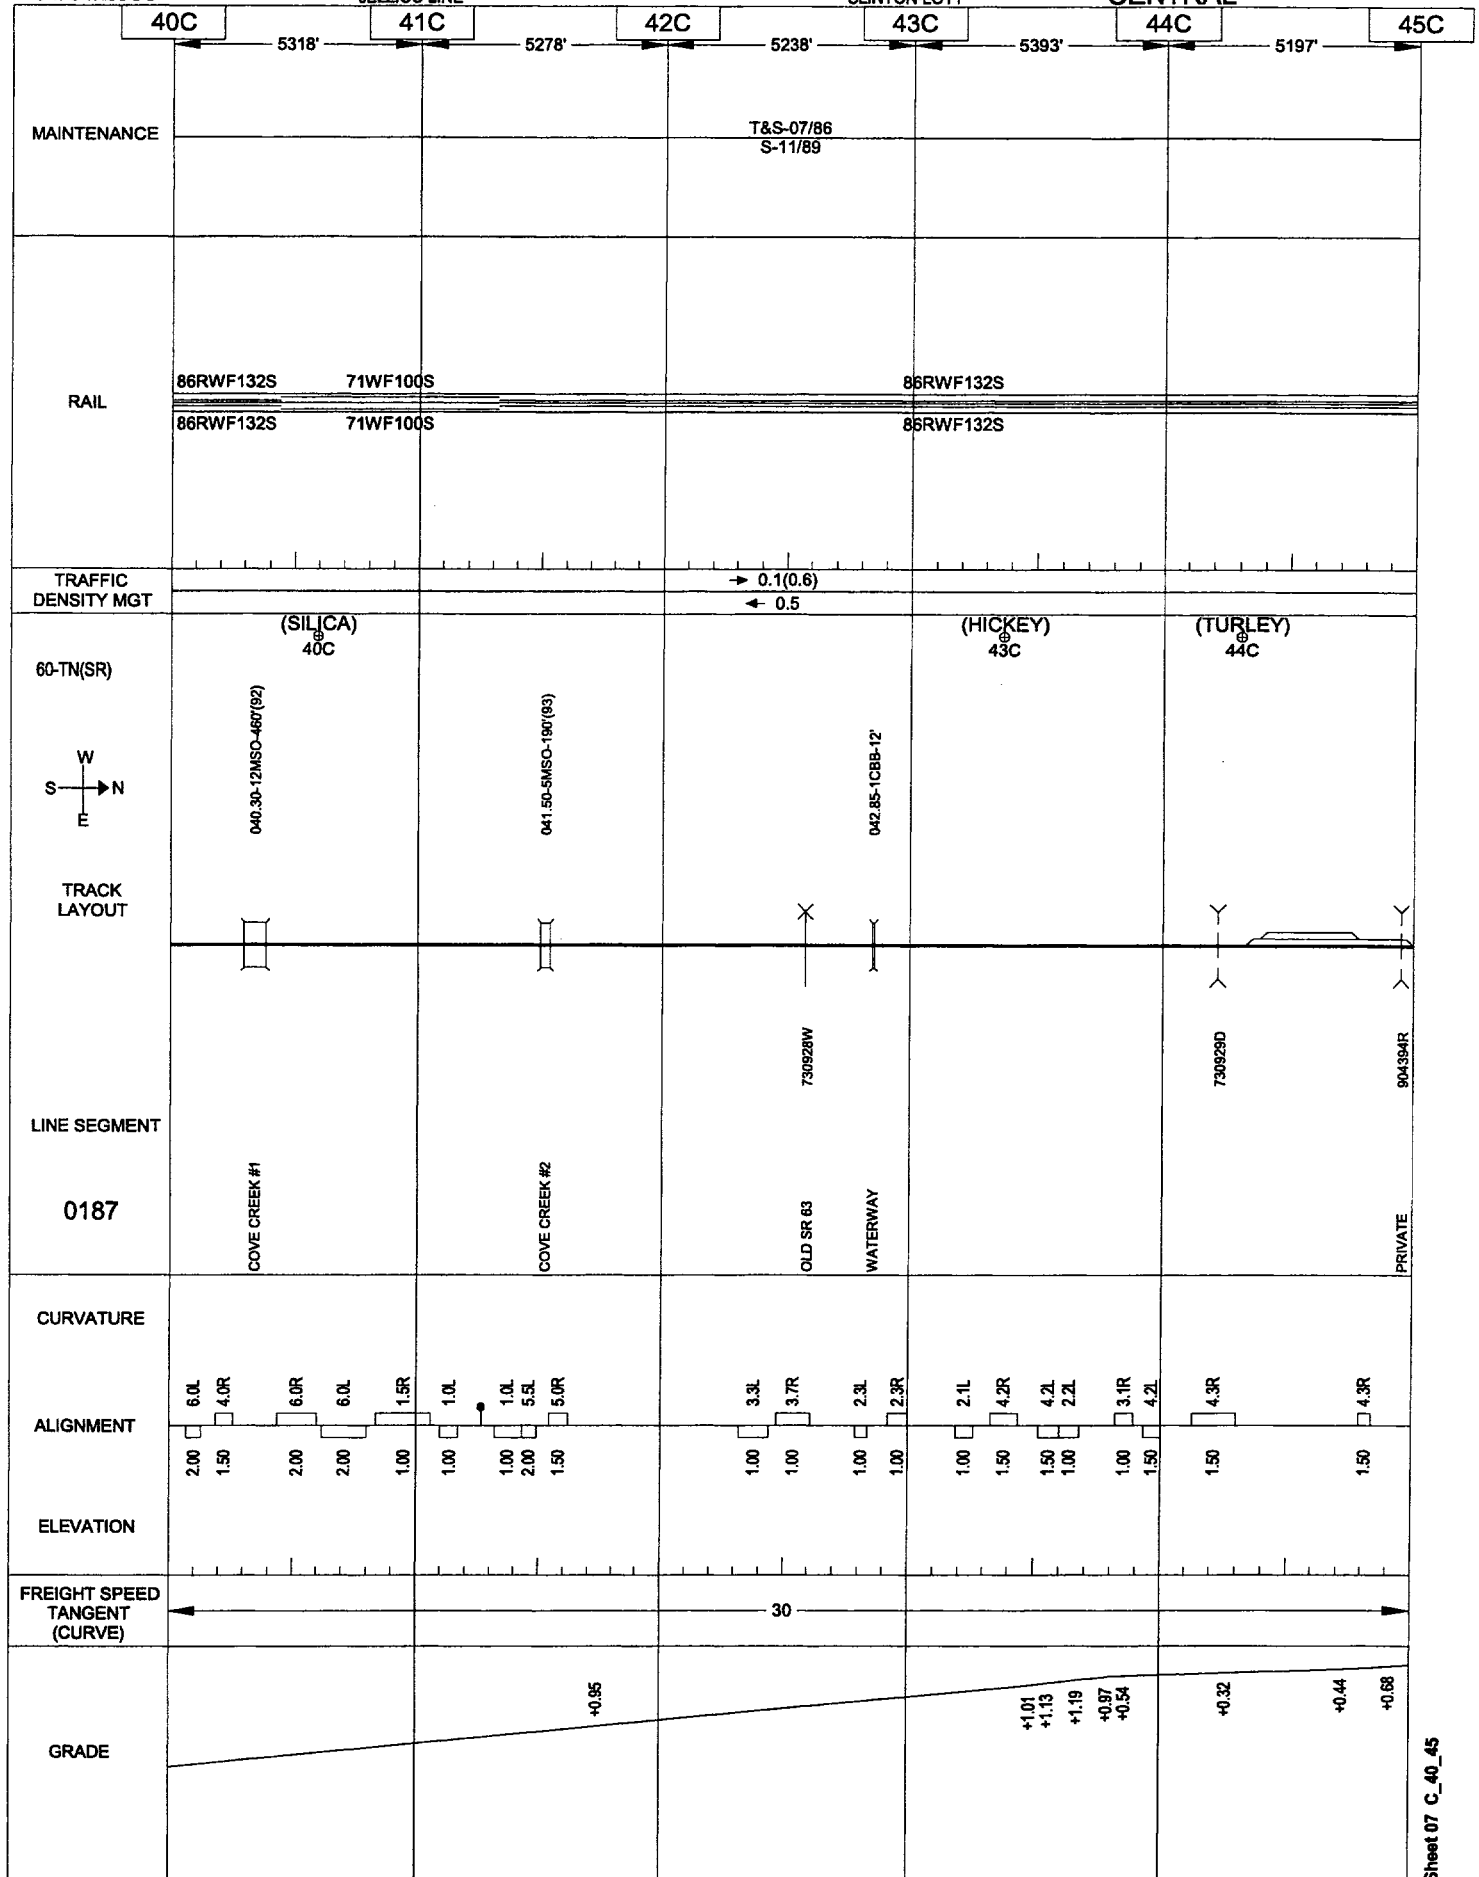 CENTRAL
40C 41C 42C 43C 44C 45C
5318' 5278' 5238' 5393' 5197'
MAINTENANCE
T&S-07/86
S-11/89
RAIL
86RWF132S 71WF100S 86RWF132S
86RWF132S 71WF100S 86RWF132S
TRAFFIC
DENSITY MGT
0.1(0.6)
0.5
(SILICA) (HICKEY) (TURLEY)
40C 43C 44C
60-TN(SR)
W
S N
E
040.30-12MSO-460'(92)
041.50-5MSO-190'(93)
042.85-1CBB-12'
TRACK
LAYOUT
730928W
730929D
904394R
LINE SEGMENT
0187
COVE CREEK #1
COVE CREEK #2
OLD SR 63
WATERWAY
PRIVATE
CURVATURE
6.0L 4.0R 6.0R 6.0L 1.5R 1.0L 1.0L 5.5L 5.0R 3.3L 3.7R 2.3L 2.3R 2.1L 4.2R 4.2L 2.2L 3.1R 4.2L 4.3R 4.3R
ALIGNMENT
2.00 1.50 2.00 2.00 1.00 1.00 1.00 2.00 1.50 1.00 1.00 1.00 1.00 1.00 1.50 1.50 1.00 1.00 1.50 1.50 1.50
ELEVATION
FREIGHT SPEED
TANGENT
(CURVE)
30
GRADE
+0.95 +1.01 +1.13 +1.19 +0.97 +0.54 +0.32 +0.44 +0.68
Sheet 07 C_40_45